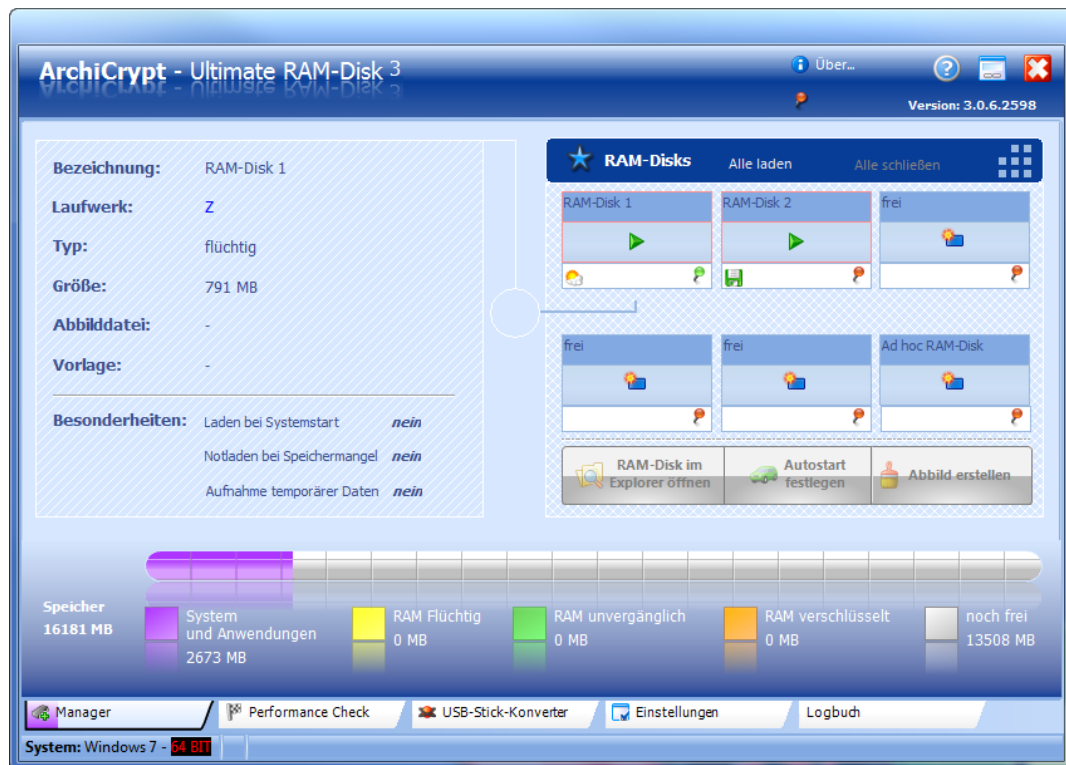 ArchiCrypt - Ultimate RAM-Disk 3
Über...
Version: 3.0.6.2598
Bezeichnung: RAM-Disk 1
Laufwerk: Z
Typ: flüchtig
Größe: 791 MB
Abbilddatei: -
Vorlage: -
Besonderheiten: Laden bei Systemstart nein
Notladen bei Speichermangel nein
Aufnahme temporärer Daten nein
RAM-Disks Alle laden Alle schließen
RAM-Disk 1 RAM-Disk 2 frei
frei frei Ad hoc RAM-Disk
RAM-Disk im
Explorer öffnen
Autostart
festlegen
Abbild erstellen
Speicher
16181 MB
System
und Anwendungen
2673 MB
RAM Flüchtig
0 MB
RAM unvergänglich
0 MB
RAM verschlüsselt
0 MB
noch frei
13508 MB
Manager Performance Check USB-Stick-Konverter Einstellungen Logbuch
System: Windows 7 - 64 BIT